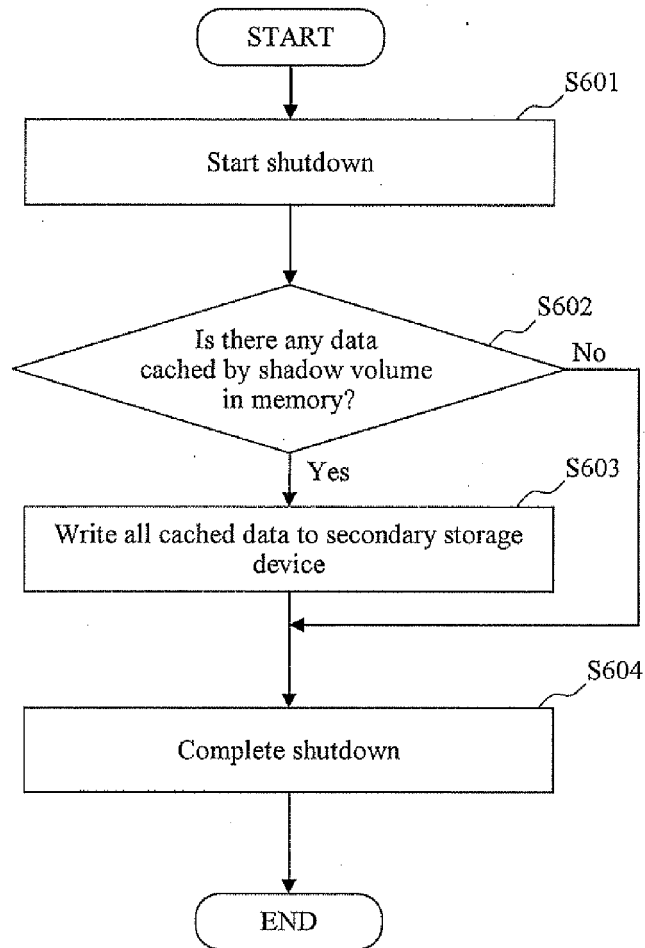 START
S601
Start shutdown
S602
Is there any data
cached by shadow volume
in memory?
No
Yes
S603
Write all cached data to secondary storage
device
S604
Complete shutdown
END